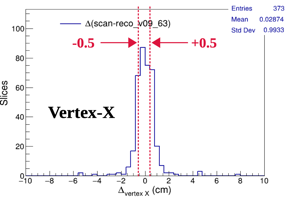 Entries 373
Mean 0.02874
Std Dev 0.9933
Δ(scan-reco_v09_63)
-0.5 +0.5
Vertex-X
Slices
100
80
60
40
20
0
−10 −8 −6 −4 −2 0 2 4 6 8 10
Δvertex X (cm)